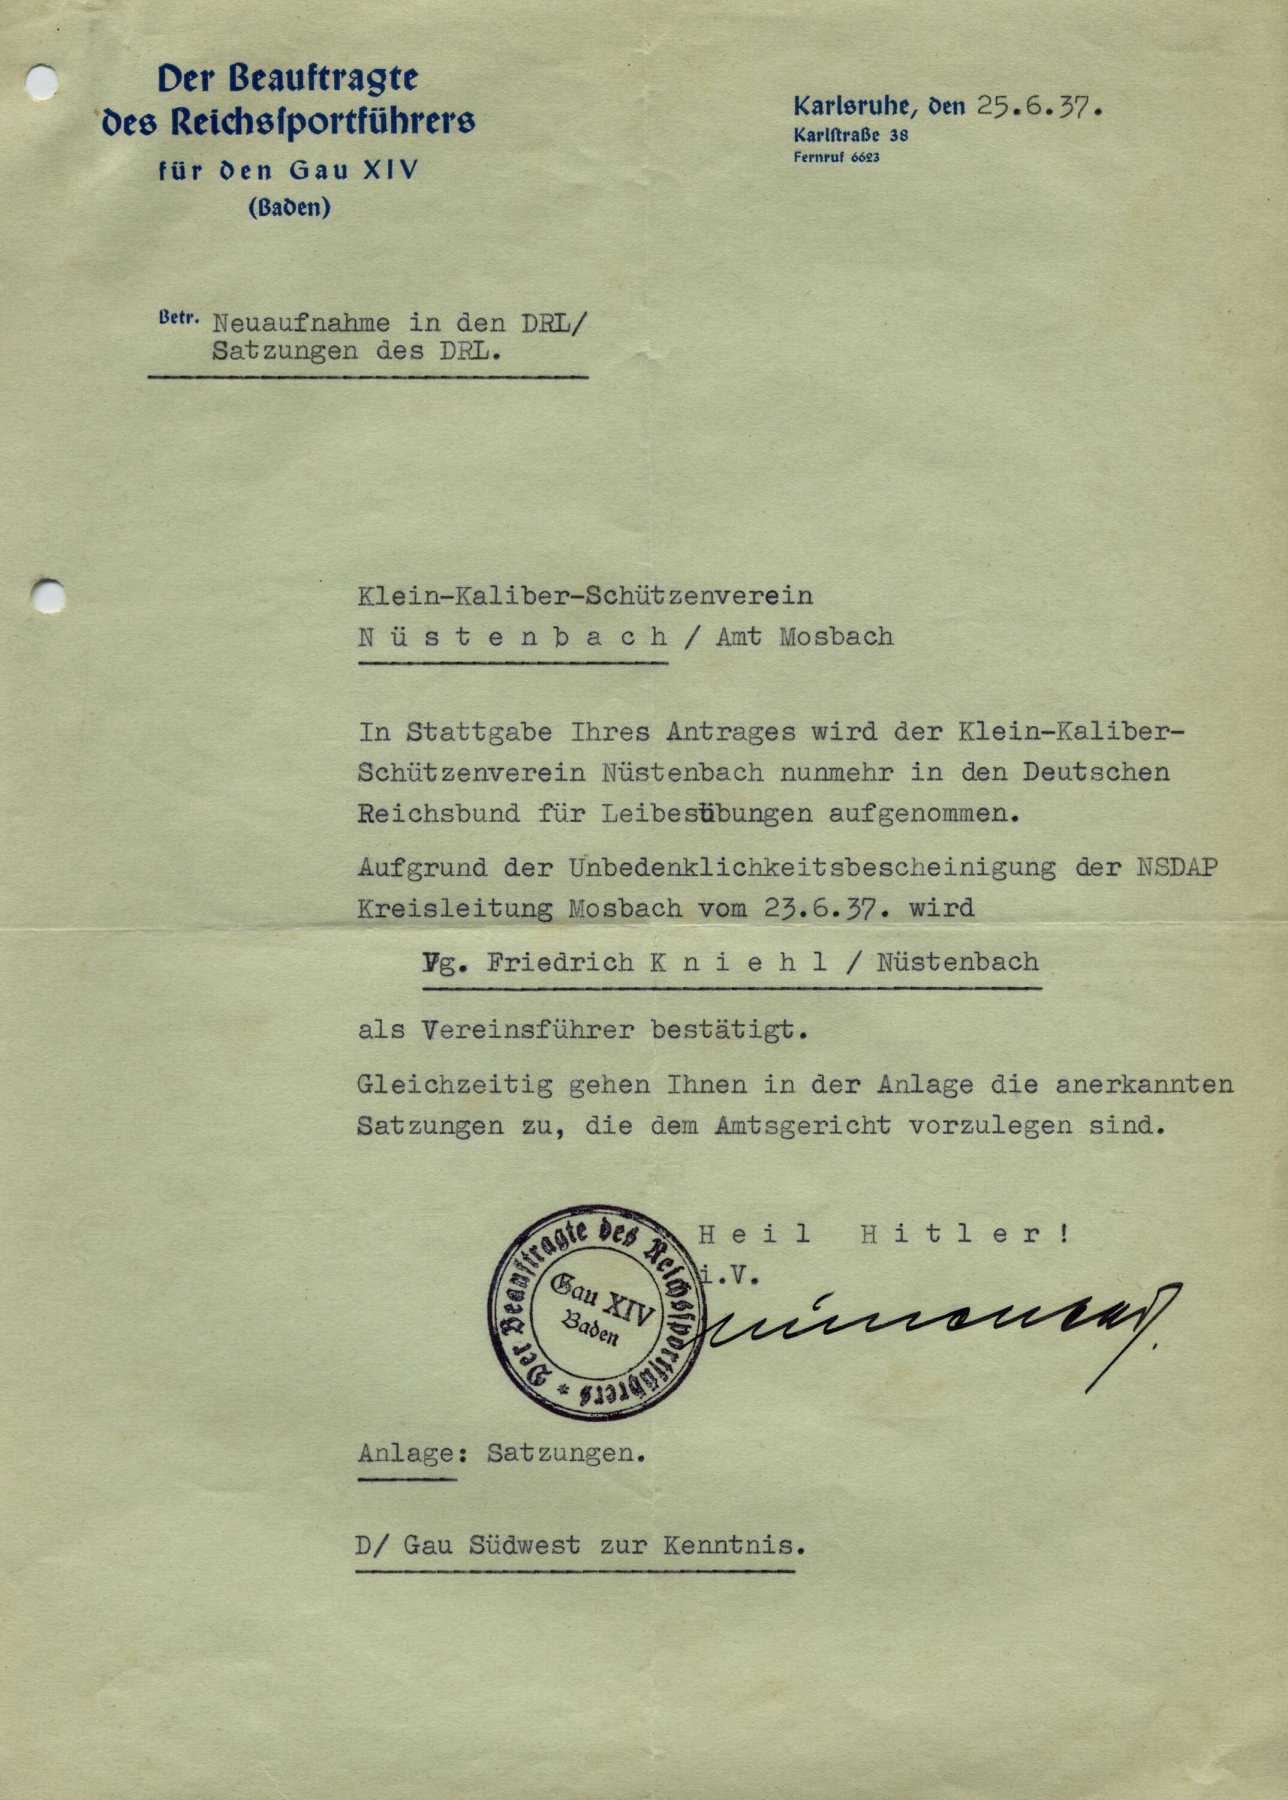 Der Beauftragte
des Reichsſportführers
für den Gau XIV
(Baden)
Karlsruhe, den 25.6.37.
Karlſtraße 38
Fernruf 6623
Betr. Neuaufnahme in den DRL/
Satzungen des DRL.
Klein-Kaliber-Schützenverein
N ü s t e n b a c h / Amt Mosbach
In Stattgabe Ihres Antrages wird der Klein-Kaliber-
Schützenverein Nüstenbach nunmehr in den Deutschen
Reichsbund für Leibesübungen aufgenommen.
Aufgrund der Unbedenklichkeitsbescheinigung der NSDAP
Kreisleitung Mosbach vom 23.6.37. wird
Vg. Friedrich K n i e h l / Nüstenbach
als Vereinsführer bestätigt.
Gleichzeitig gehen Ihnen in der Anlage die anerkannten
Satzungen zu, die dem Amtsgericht vorzulegen sind.
H e i l  H i t l e r !
i.V.
Der Beauftragte des Reichsſportführers *
Gau XIV
Baden
Anlage: Satzungen.
D/ Gau Südwest zur Kenntnis.